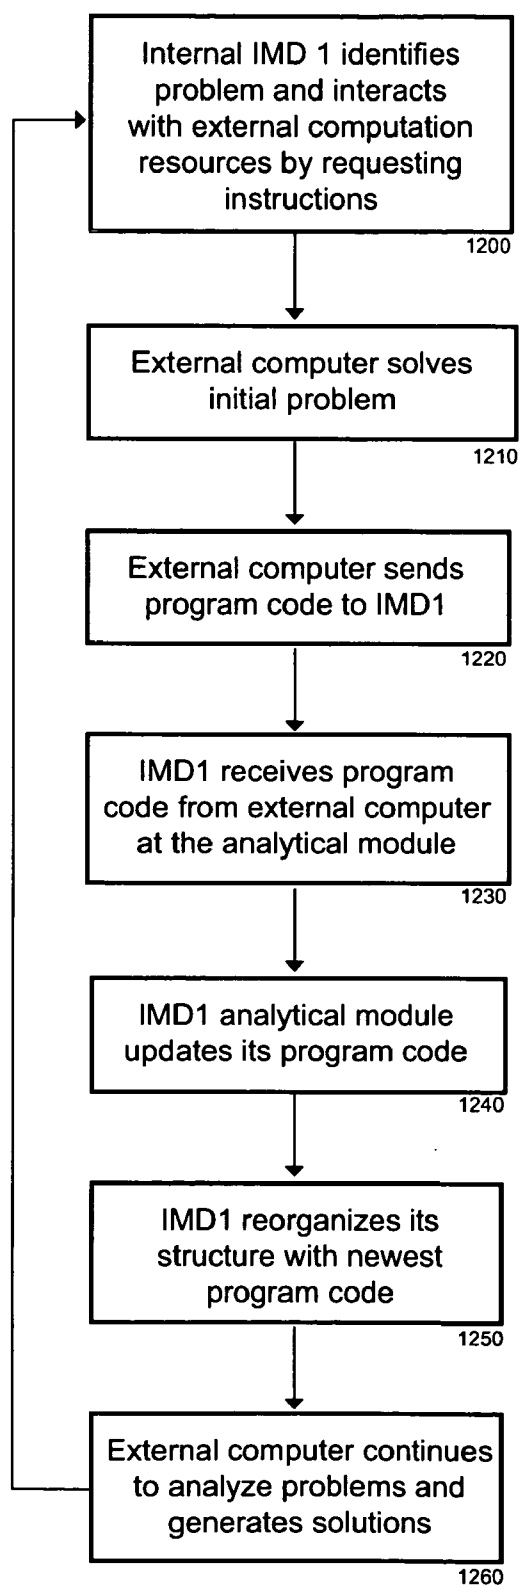 Internal IMD 1 identifies
problem and interacts
with external computation
resources by requesting
instructions
1200
External computer solves
initial problem
1210
External computer sends
program code to IMD1
1220
IMD1 receives program
code from external computer
at the analytical module
1230
IMD1 analytical module
updates its program code
1240
IMD1 reorganizes its
structure with newest
program code
1250
External computer continues
to analyze problems and
generates solutions
1260